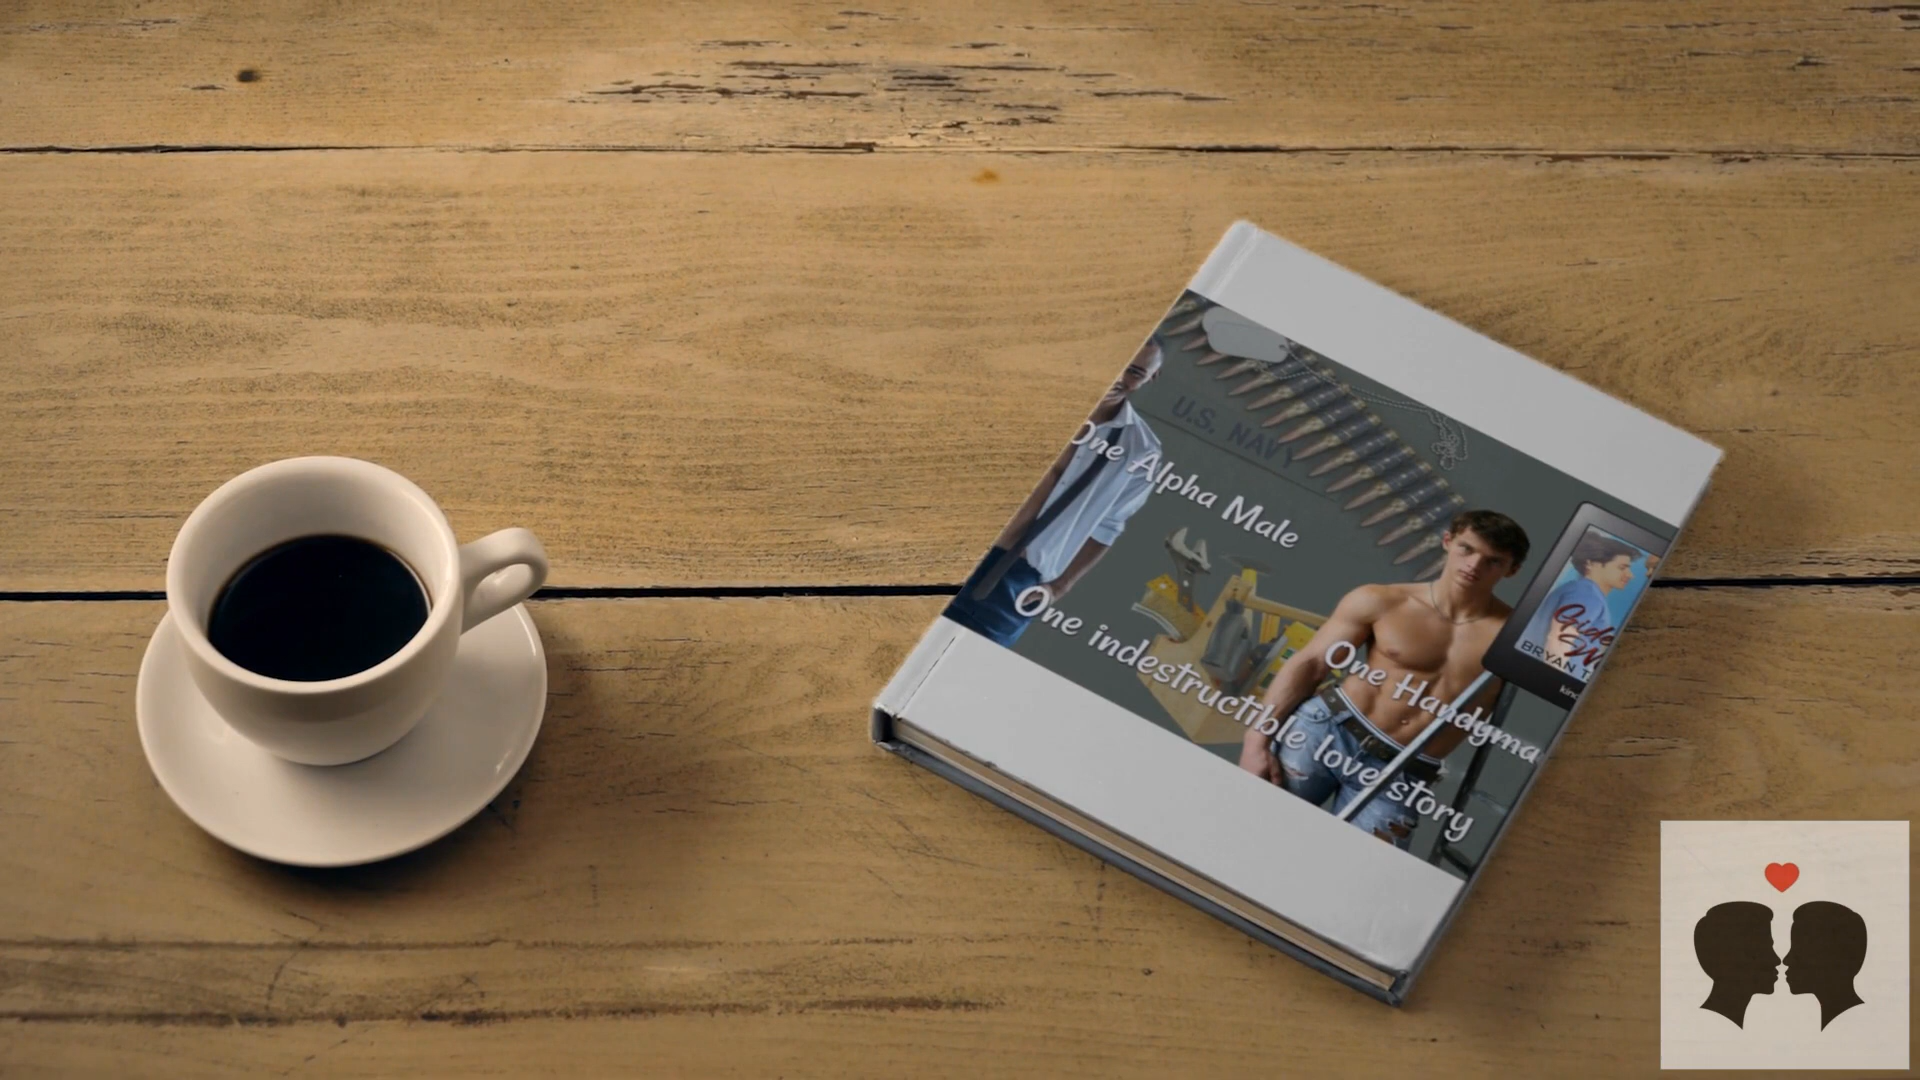 U.S. NAVY
One Alpha Male
One Handyma
One indestructible love story
BRYAN T